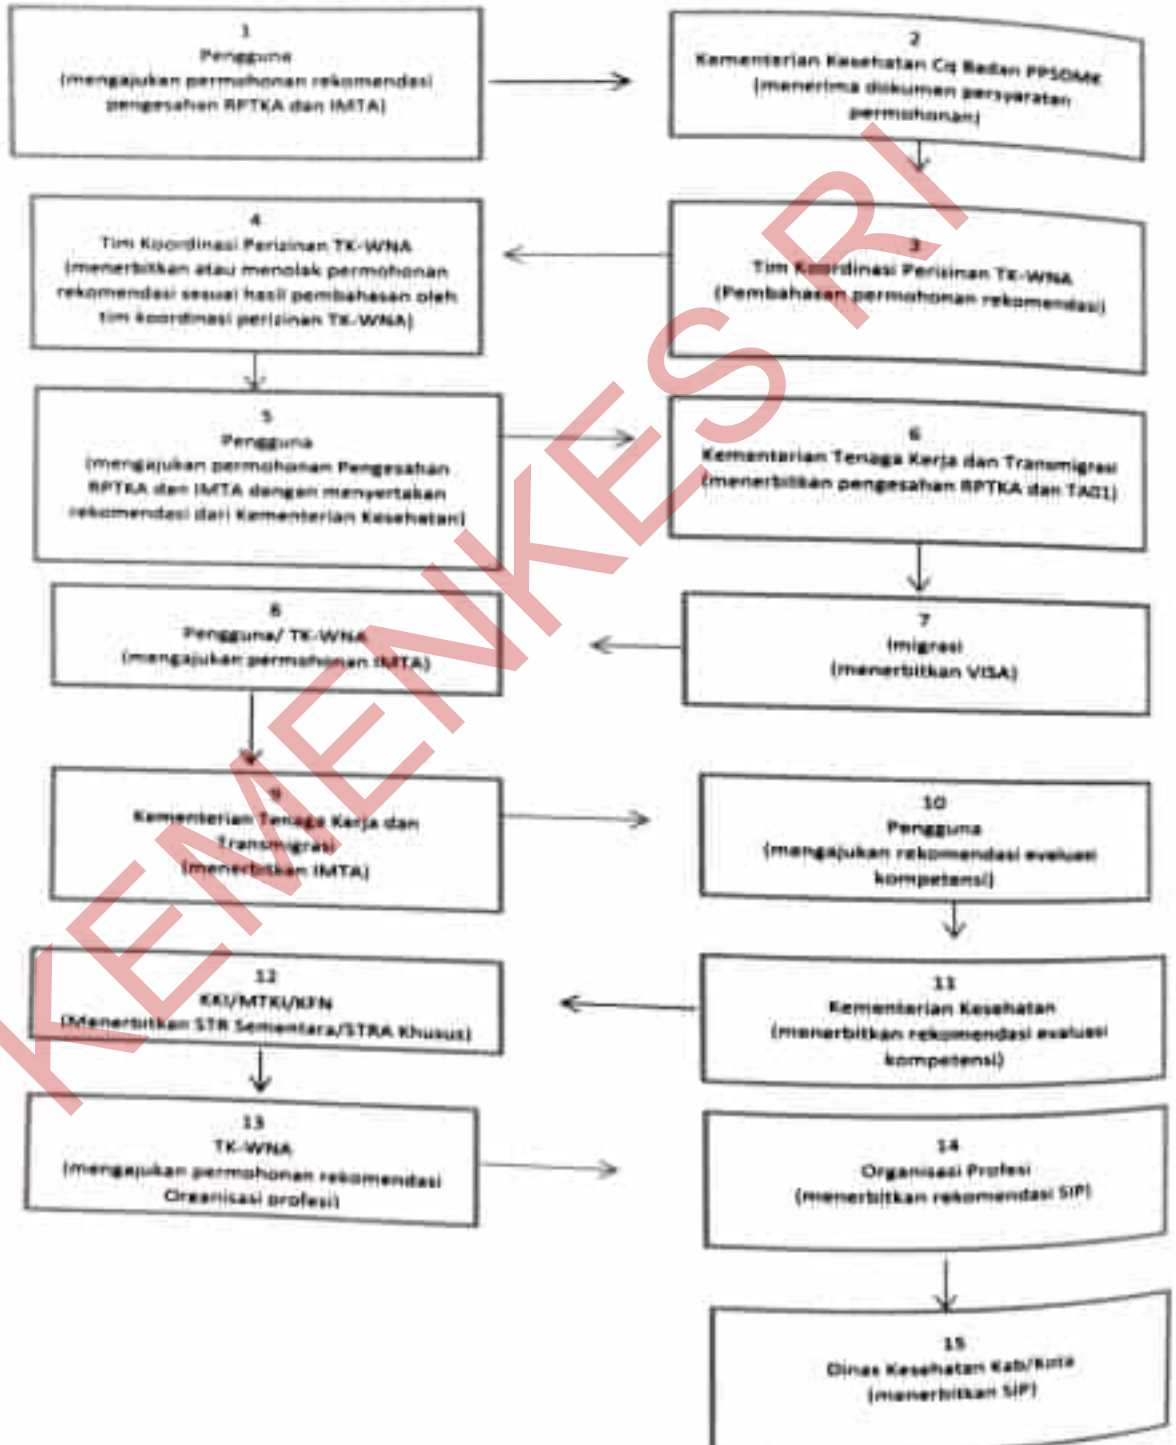 1
Pengguna
(mengajukan permohonan rekomendasi
pengesahan RPTKA dan IMTA)
2
Kementerian Kesehatan Cq Badan PPSDMK
(menerima dokumen persyaratan
permohonan)
3
Tim Koordinasi Perizinan TK-WNA
(Pembahasan permohonan rekomendasi)
4
Tim Koordinasi Perizinan TK-WNA
(menerbitkan atau menolak permohonan
rekomendasi sesuai hasil pembahasan oleh
tim koordinasi perizinan TK-WNA)
5
Pengguna
(mengajukan permohonan Pengesahan
RPTKA dan IMTA dengan menyertakan
rekomendasi dari Kementerian Kesehatan)
6
Kementerian Tenaga Kerja dan Transmigrasi
(menerbitkan pengesahan RPTKA dan TA01)
7
Imigrasi
(menerbitkan VISA)
8
Pengguna/ TK-WNA
(mengajukan permohonan IMTA)
9
Kementerian Tenaga Kerja dan
Transmigrasi
(menerbitkan IMTA)
10
Pengguna
(mengajukan rekomendasi evaluasi
kompetensi)
11
Kementerian Kesehatan
(menerbitkan rekomendasi evaluasi
kompetensi)
12
KKI/MTKI/KFN
(Menerbitkan STR Sementara/STRA Khusus)
13
TK-WNA
(mengajukan permohonan rekomendasi
Organisasi profesi)
14
Organisasi Profesi
(menerbitkan rekomendasi SIP)
15
Dinas Kesehatan Kab/Kota
(menerbitkan SIP)
KEMENKES RI